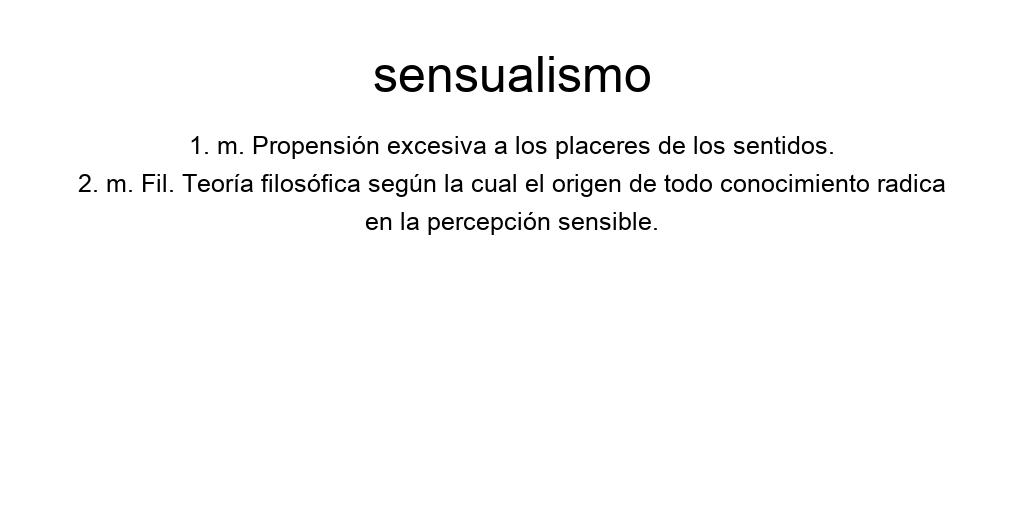 sensualismo
1. m. Propensión excesiva a los placeres de los sentidos.
2. m. Fil. Teoría filosófica según la cual el origen de todo conocimiento radica
en la percepción sensible.